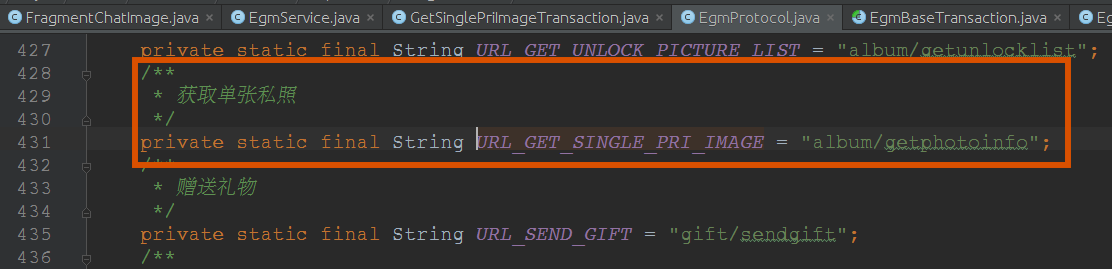 FragmentChatImage.java × EgmService.java × GetSinglePriImageTransaction.java × EgmProtocol.java × EgmBaseTransaction.java × Eg
427 private static final String URL_GET_UNLOCK_PICTURE_LIST = "album/getunlocklist";
428 /**
429 * 获取单张私照
430 */
431 private static final String URL_GET_SINGLE_PRI_IMAGE = "album/getphotoinfo";
432 /**
433 * 赠送礼物
434 */
435 private static final String URL_SEND_GIFT = "gift/sendgift";
436 /**